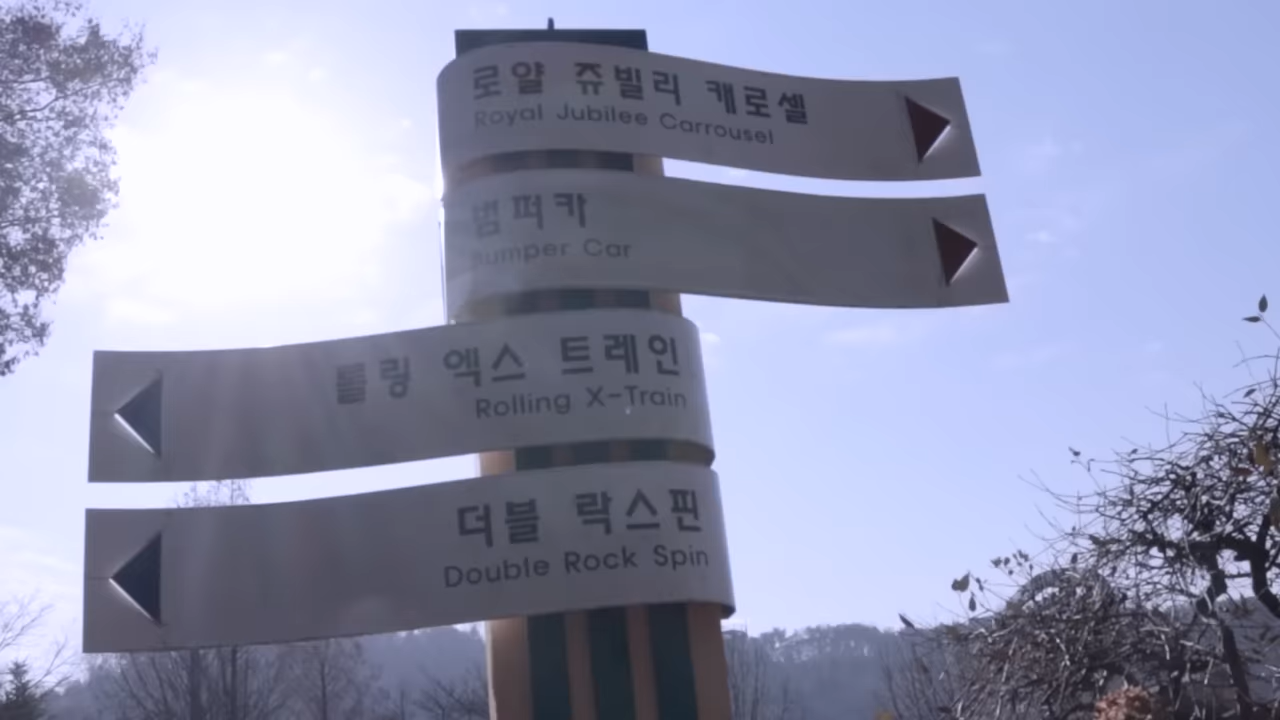 로얄 쥬빌리 캐로셀
Royal Jubilee Carrousel
범퍼카
Bumper Car
롤링 엑스 트레인
Rolling X-Train
더블 락스핀
Double Rock Spin